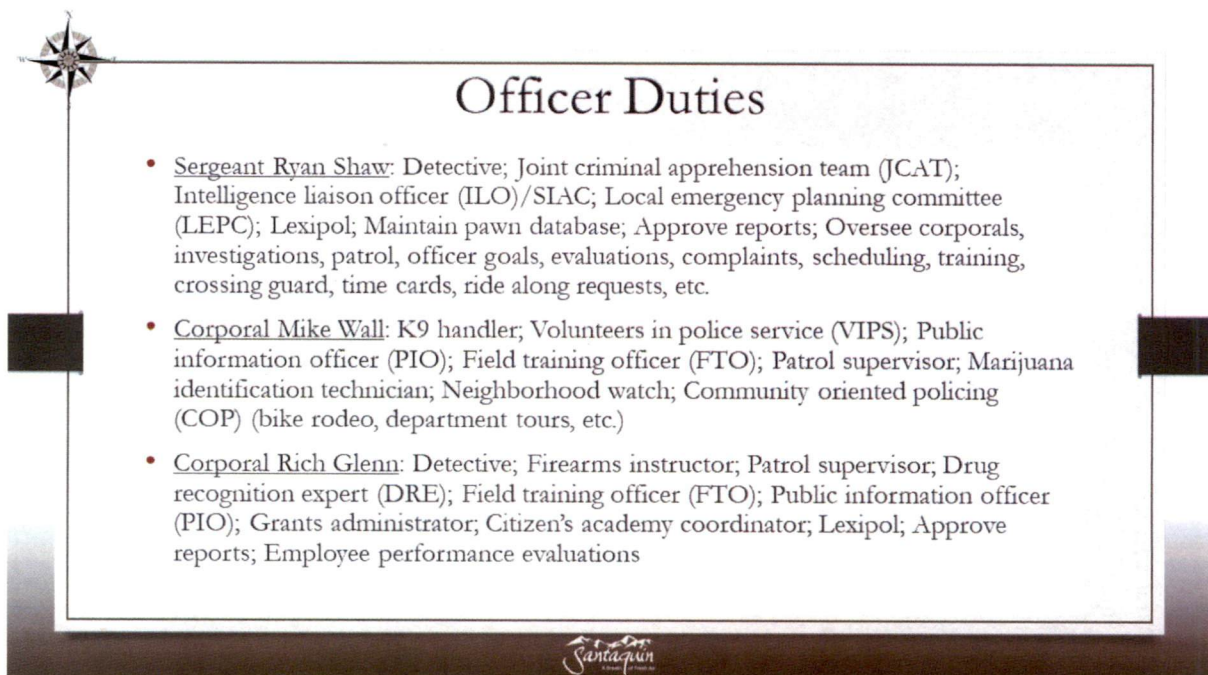 N
W
Officer Duties
• Sergeant Ryan Shaw: Detective; Joint criminal apprehension team (JCAT);
Intelligence liaison officer (ILO)/SIAC; Local emergency planning committee
(LEPC); Lexipol; Maintain pawn database; Approve reports; Oversee corporals,
investigations, patrol, officer goals, evaluations, complaints, scheduling, training,
crossing guard, time cards, ride along requests, etc.
• Corporal Mike Wall: K9 handler; Volunteers in police service (VIPS); Public
information officer (PIO); Field training officer (FTO); Patrol supervisor; Marijuana
identification technician; Neighborhood watch; Community oriented policing
(COP) (bike rodeo, department tours, etc.)
• Corporal Rich Glenn: Detective; Firearms instructor; Patrol supervisor; Drug
recognition expert (DRE); Field training officer (FTO); Public information officer
(PIO); Grants administrator; Citizen's academy coordinator; Lexipol; Approve
reports; Employee performance evaluations
Santaquin